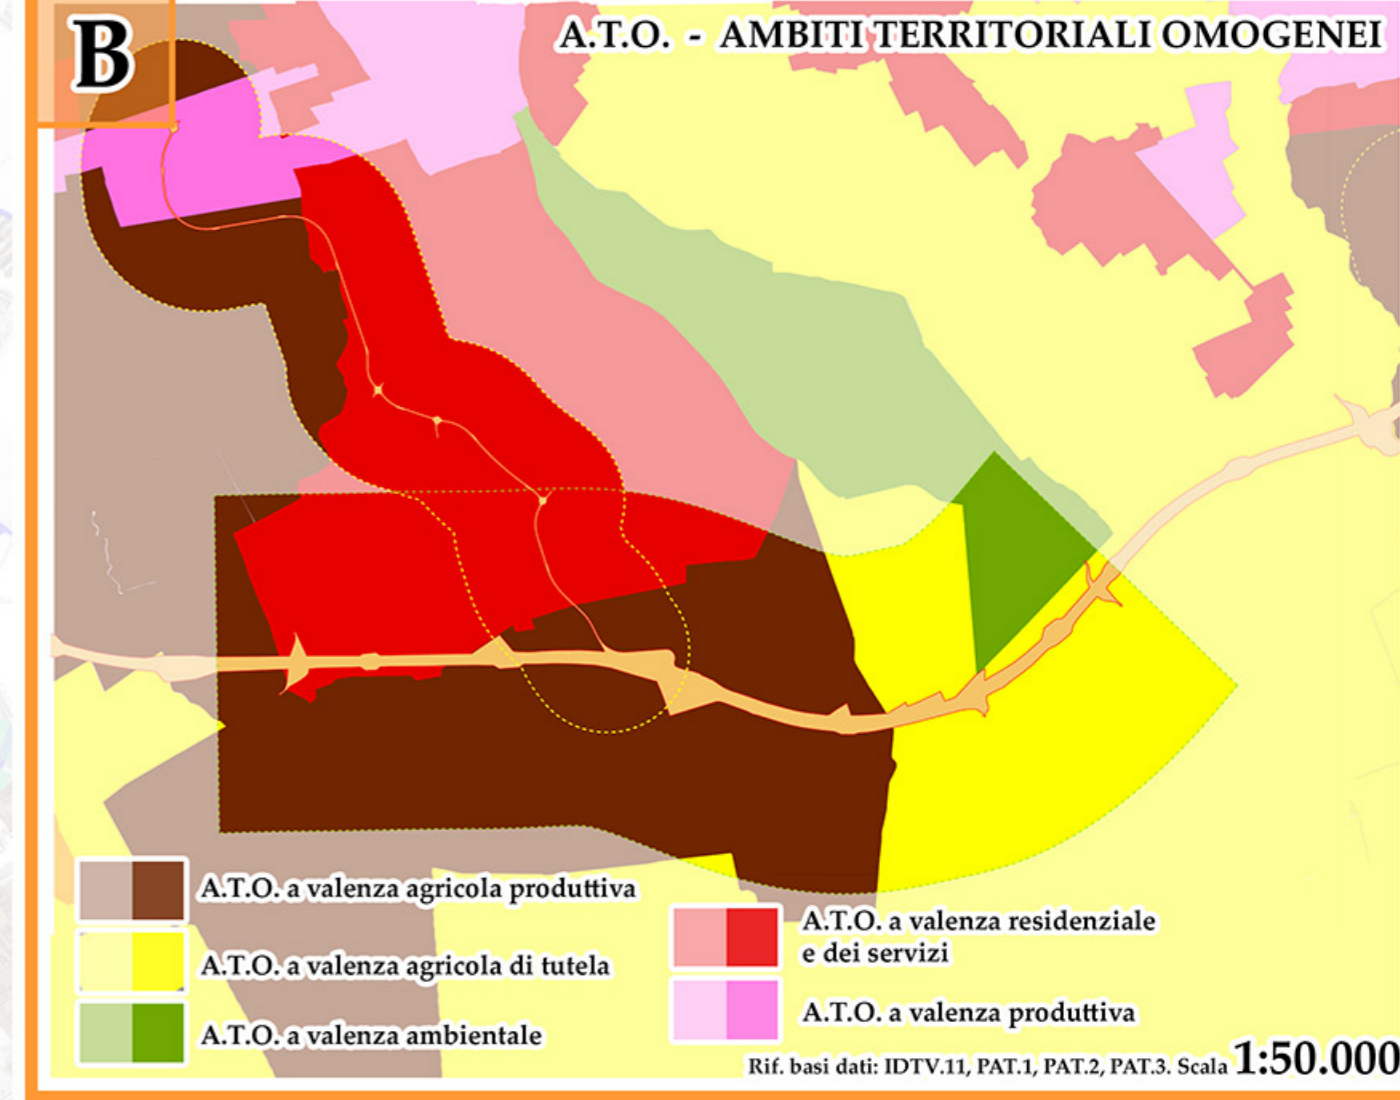 B
A.T.O. - AMBITI TERRITORIALI OMOGENEI
A.T.O. a valenza agricola produttiva
A.T.O. a valenza agricola di tutela
A.T.O. a valenza ambientale
A.T.O. a valenza residenziale
e dei servizi
A.T.O. a valenza produttiva
Rif. basi dati: IDTV.11, PAT.1, PAT.2, PAT.3. Scala 1:50.000